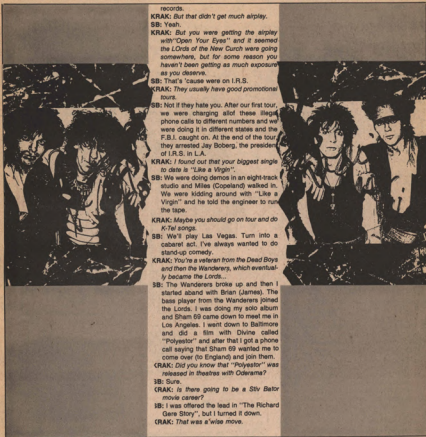 records.
KRAK: But that didn't get much airplay.
SB: Yeah.
KRAK: But you were getting the airplay
with "Open Your Eyes" and it seemed
the LOrds of the New Curch were going
somewhere, but for some reason you
haven't been getting as much exposure
as you deserve.
SB: That's 'cause were on I.R.S.
KRAK: They usually have good promotional
tours.
SB: Not if they hate you. After our first tour,
we were charging allof these illegal
phone calls to different numbers and we
were doing it in different states and the
F.B.I. caught on. At the end of the tour,
they arrested Jay Boberg, the president
of I.R.S. in L.A.
KRAK: I found out that your biggest single
to date is "Like a Virgin".
SB: We were doing demos in an eight-track
studio and Miles (Copeland) walked in.
We were kidding around with "Like a
Virgin" and he told the engineer to run
the tape.
KRAK: Maybe you should go on tour and do
K-Tel songs.
SB: We'll play Las Vegas. Turn into a
cabaret act. I've always wanted to do
stand-up comedy.
KRAK: You're a veteran from the Dead Boys
and then the Wanderers, which eventual-
ly became the Lords...
SB: The Wanderers broke up and then I
started aband with Brian (James). The
bass player from the Wanderers joined
the Lords. I was doing my solo album
and Sham 69 came down to meet me in
Los Angeles. I went down to Baltimore
and did a film with Divine called
"Polyestor" and after that I got a phone
call saying that Sham 69 wanted me to
come over (to England) and join them.
KRAK: Did you know that "Polyestor" was
released in theatres with Oderama?
SB: Sure.
KRAK: Is there going to be a Stiv Bator
movie career?
SB: I was offered the lead in "The Richard
Gere Story", but I turned it down.
KRAK: That was a wise move.